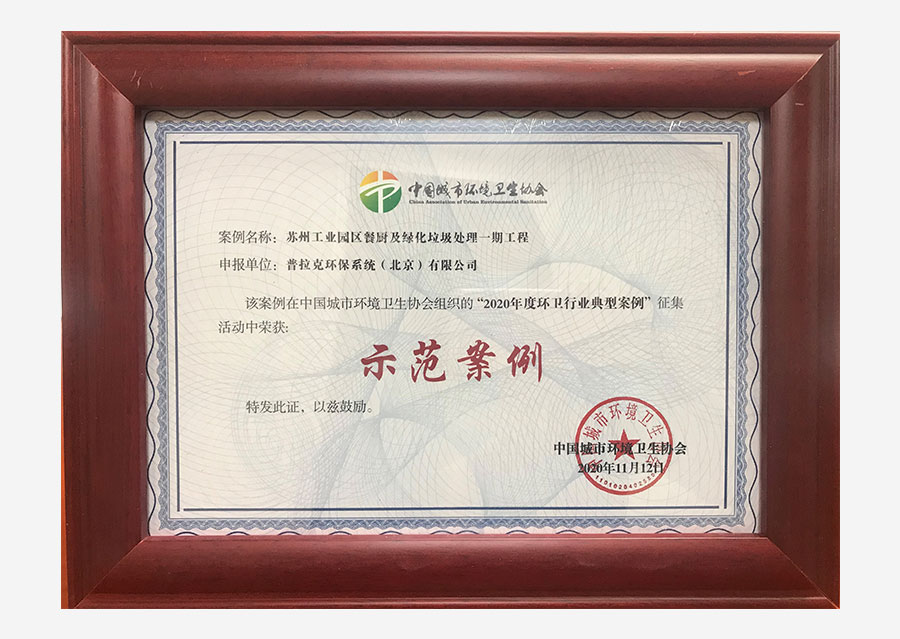 中国城市环境卫生协会
China Association of Urban Environmental Sanitation
案例名称：苏州工业园区餐厨及绿化垃圾处理一期工程
申报单位：普拉克环保系统（北京）有限公司
该案例在中国城市环境卫生协会组织的“2020年度环卫行业典型案例”征集
活动中荣获:
示范案例
特发此证，以兹鼓励。
中国城市环境卫生协会
2020年11月12日